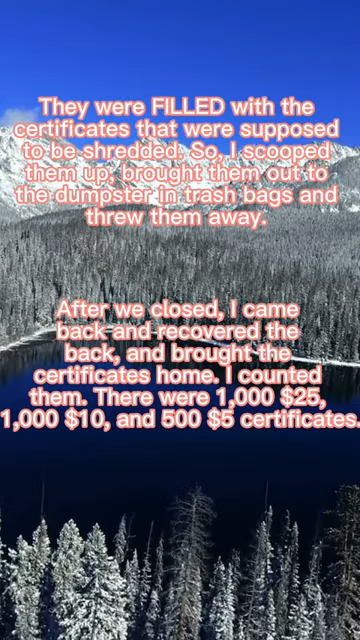 They were FILLED with the
certificates that were supposed
to be shredded. So, I scooped
them up, brought them out to
the dumpster in trash bags and
threw them away.
After we closed, I came
back and recovered the
back, and brought the
certificates home. I counted
them. There were 1,000 $25,
1,000 $10, and 500 $5 certificates.